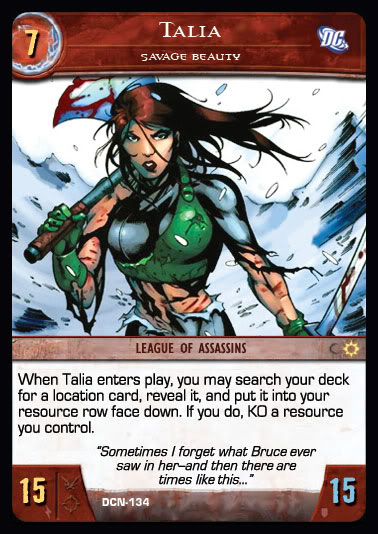 7
TALIA
SAVAGE BEAUTY
DC
LEAGUE OF ASSASSINS
C
When Talia enters play, you may search your deck
for a location card, reveal it, and put it into your
resource row face down. If you do, KO a resource
you control.
"Sometimes I forget what Bruce ever
saw in her–and then there are
times like this..."
15
DCN-134
15